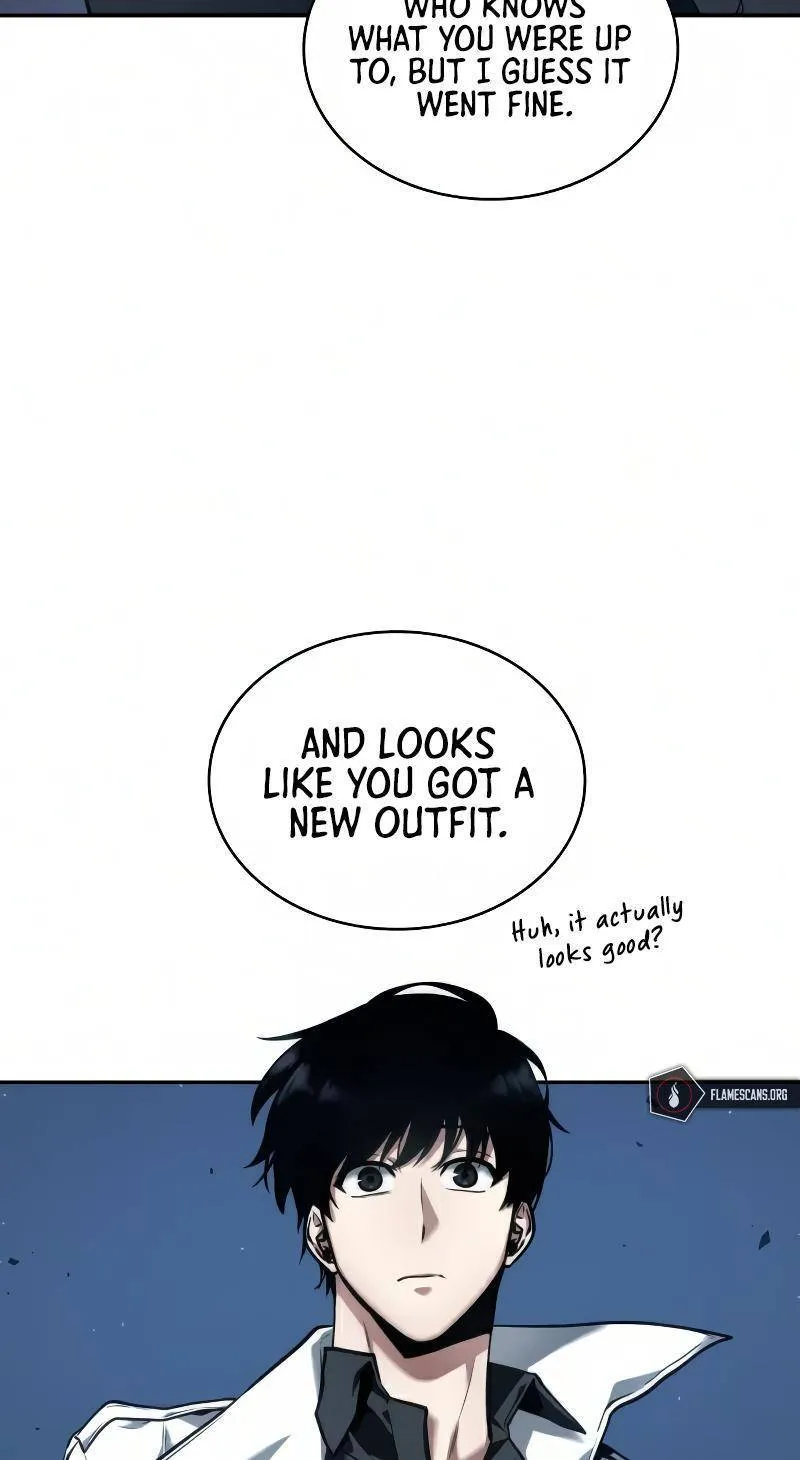 WHO KNOWS
WHAT YOU WERE UP
TO, BUT I GUESS IT
WENT FINE.
AND LOOKS
LIKE YOU GOT A
NEW OUTFIT.
Huh, it actually
looks good?
FLAMESCANS.ORG